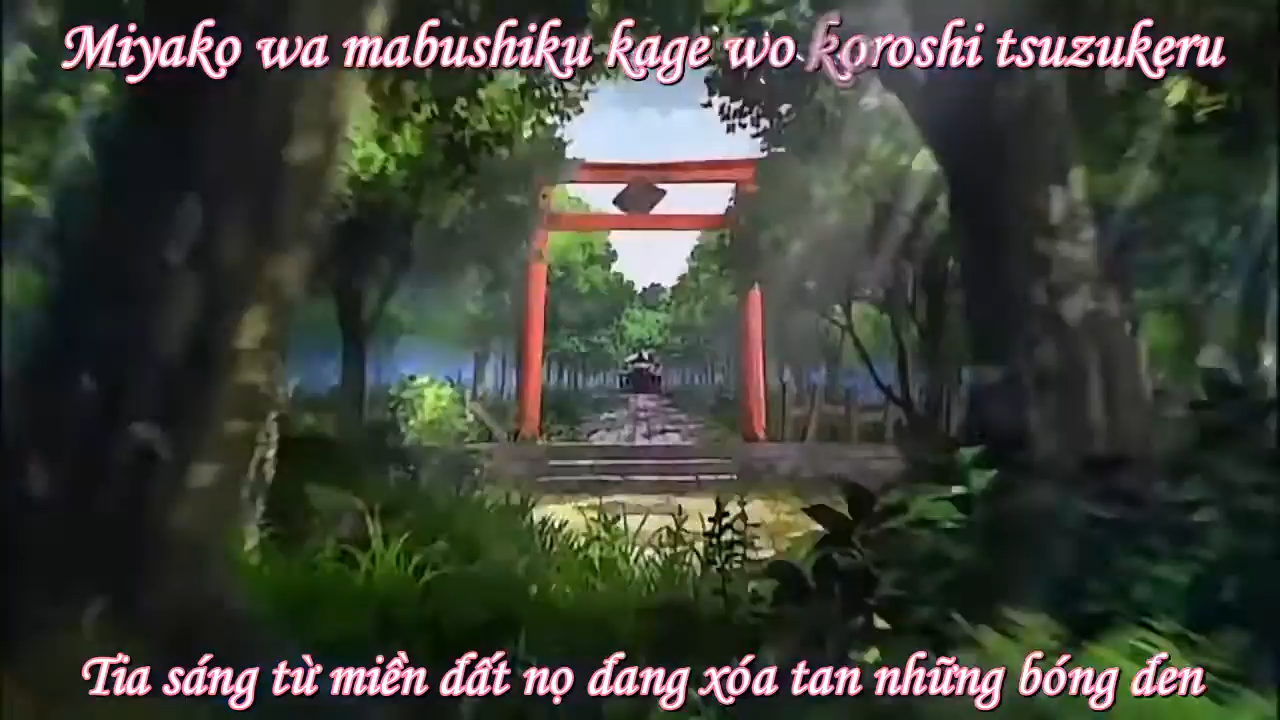 Miyako wa mabushiku kage wo koroshi tsuzukeru
Tia sáng từ miền đất nọ đang xóa tan những bóng đen